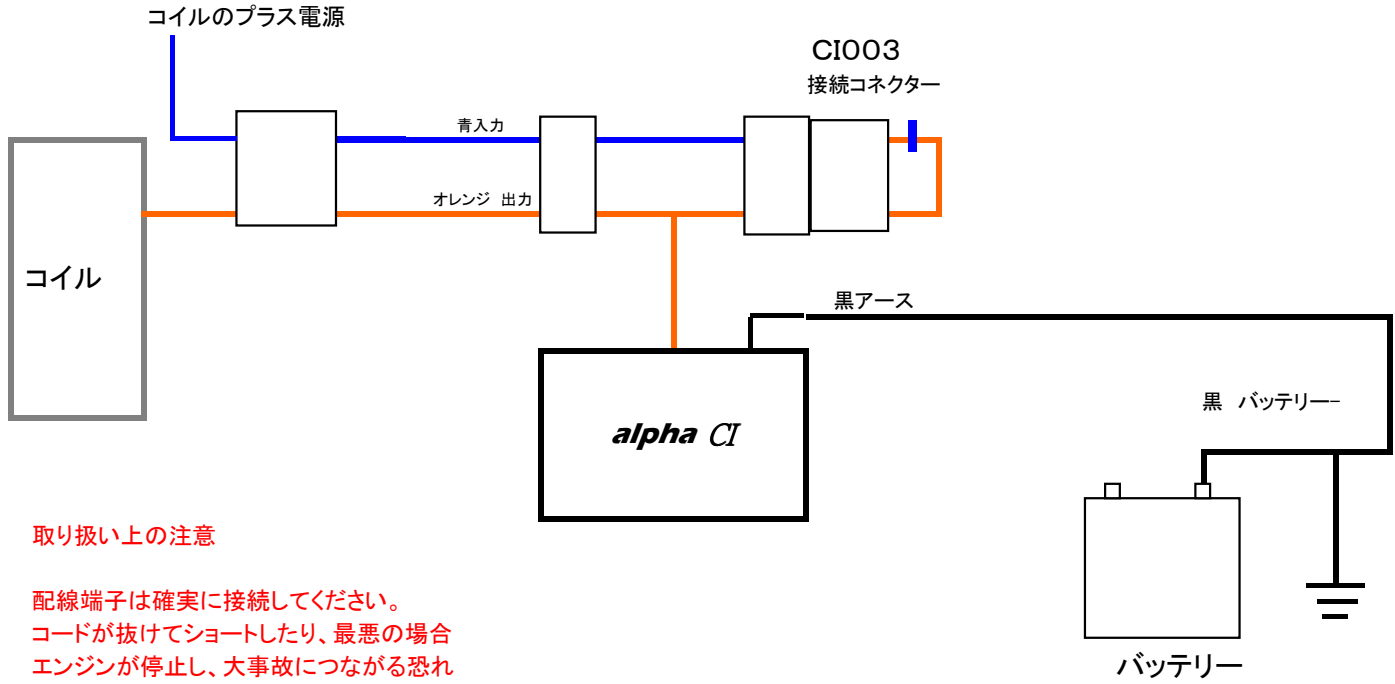 コイルのプラス電源
CI003
接続コネクター
青入力
オレンジ 出力
コイル
黒アース
alpha CI
黒 バッテリー−
バッテリー
取り扱い上の注意
配線端子は確実に接続してください。
コードが抜けてショートしたり、最悪の場合
エンジンが停止し、大事故につながる恐れ